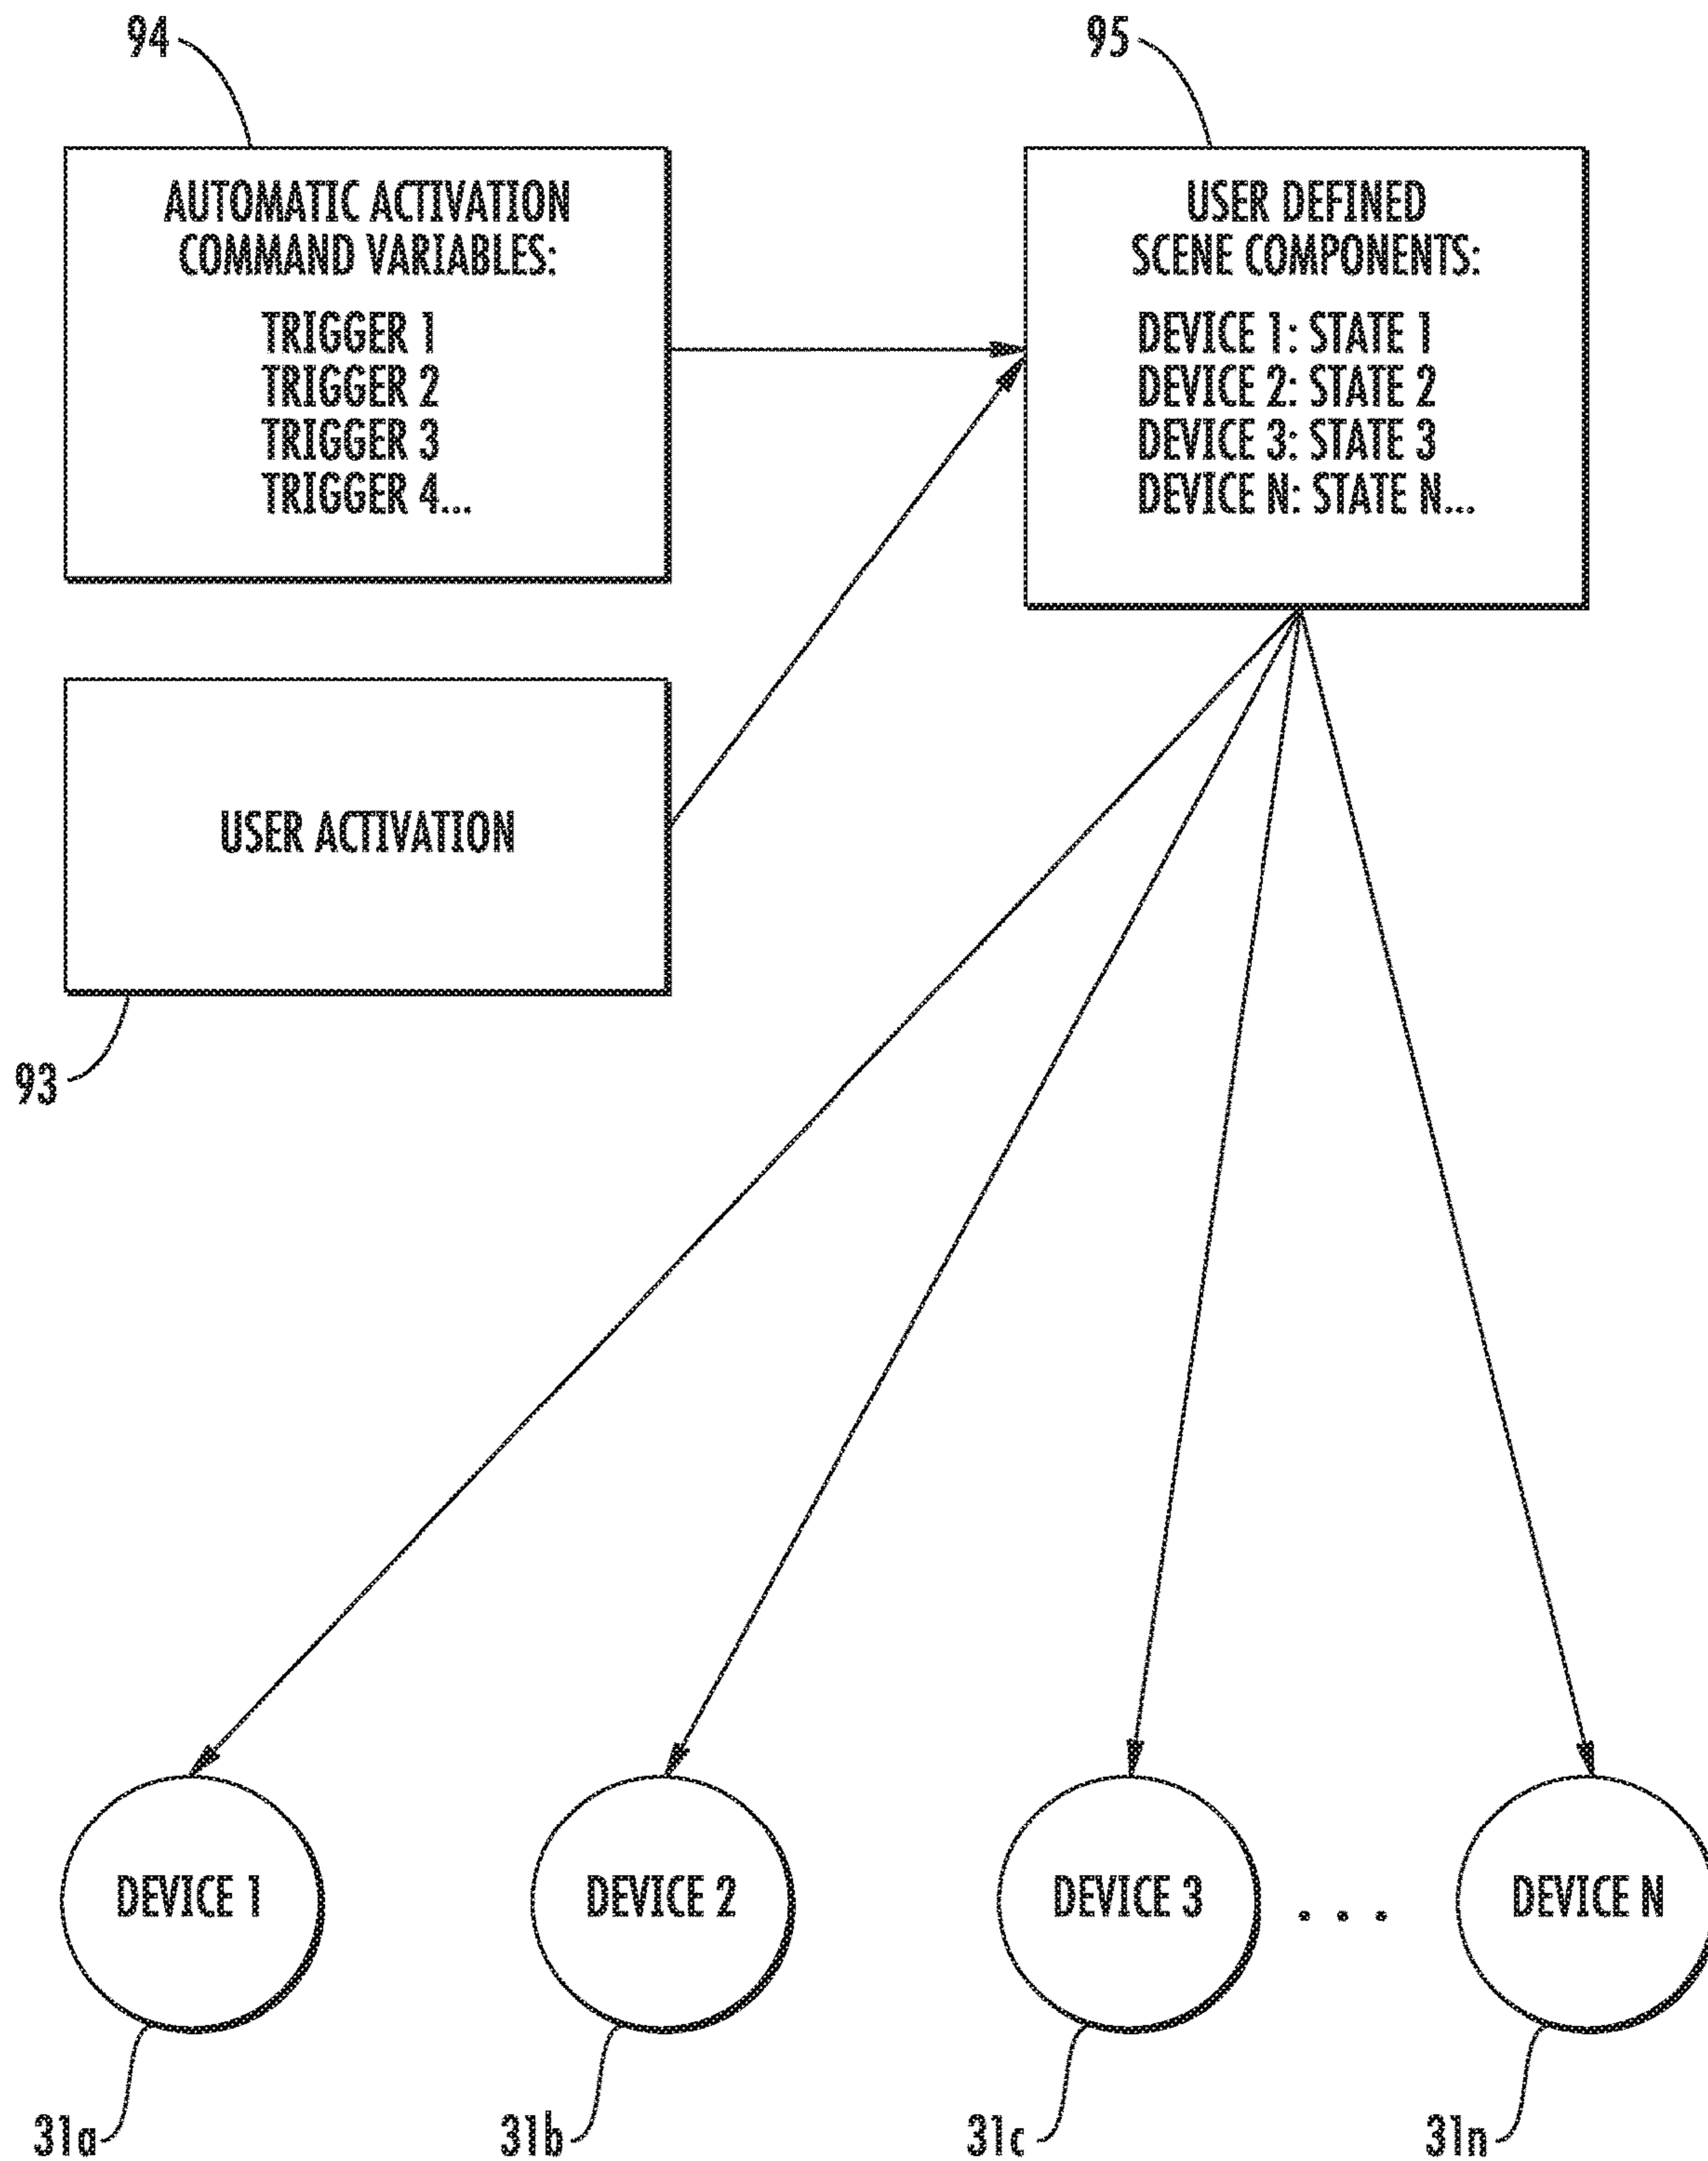 94
95
AUTOMATIC ACTIVATION
COMMAND VARIABLES:
TRIGGER 1
TRIGGER 2
TRIGGER 3
TRIGGER 4...
USER DEFINED
SCENE COMPONENTS:
DEVICE 1: STATE 1
DEVICE 2: STATE 2
DEVICE 3: STATE 3
DEVICE N: STATE N...
USER ACTIVATION
93
DEVICE 1
DEVICE 2
DEVICE 3
. . .
DEVICE N
31a
31b
31c
31n